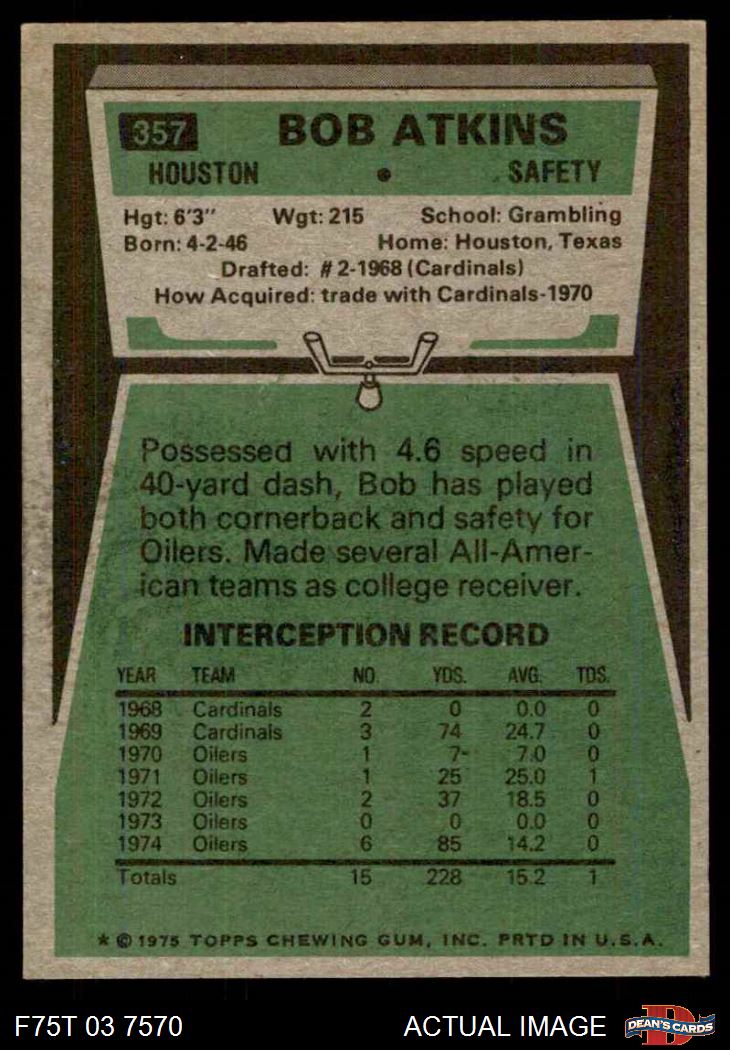 357 BOB ATKINS
HOUSTON • SAFETY
Hgt: 6'3" Wgt: 215 School: Grambling
Born: 4-2-46 Home: Houston, Texas
Drafted: #2-1968 (Cardinals)
How Acquired: trade with Cardinals-1970
Possessed with 4.6 speed in
40-yard dash, Bob has played
both cornerback and safety for
Oilers. Made several All-Amer-
ican teams as college receiver.
INTERCEPTION RECORD
YEAR TEAM NO. YDS. AVG. TDS.
1968 Cardinals 2 0 0.0 0
1969 Cardinals 3 74 24.7 0
1970 Oilers 1 7 7.0 0
1971 Oilers 1 25 25.0 1
1972 Oilers 2 37 18.5 0
1973 Oilers 0 0 0.0 0
1974 Oilers 6 85 14.2 0
Totals 15 228 15.2 1
* © 1975 TOPPS CHEWING GUM, INC. PRTD IN U.S.A.
F75T 03 7570 ACTUAL IMAGE D DEAN'S CARDS